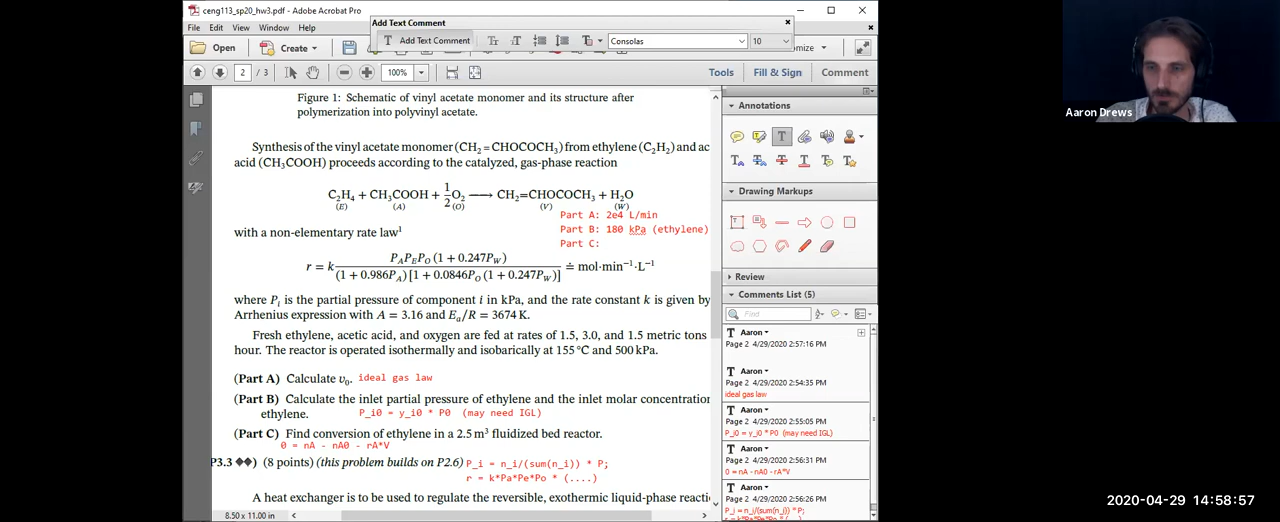 ceng113_sp20_hw3.pdf - Adobe Acrobat Pro
Add Text Comment
File Edit View Window Help
Open Create Add Text Comment Consolas 10
2 / 3 100% Tools Fill & Sign Comment
Figure 1: Schematic of vinyl acetate monomer and its structure after
polymerization into polyvinyl acetate.
Synthesis of the vinyl acetate monomer (CH₂ = CHOCOCH₃) from ethylene (C₂H₂) and ac
acid (CH₃COOH) proceeds according to the catalyzed, gas-phase reaction
C₂H₄ + CH₃COOH + 1/2 O₂ ⟶ CH₂=CHOCOCH₃ + H₂O
(E) (A) (O) (V) (W)
Part A: 2e4 L/min
Part B: 180 kPa (ethylene)
with a non-elementary rate law¹
Part C:
r = k P_A P_E P_O (1 + 0.247P_W) / (1 + 0.986P_A) [1 + 0.0846P_O (1 + 0.247P_W)] ≐ mol·min⁻¹·L⁻¹
where P_i is the partial pressure of component i in kPa, and the rate constant k is given by
Arrhenius expression with A = 3.16 and E_a/R = 3674 K.
Fresh ethylene, acetic acid, and oxygen are fed at rates of 1.5, 3.0, and 1.5 metric tons
hour. The reactor is operated isothermally and isobarically at 155 °C and 500 kPa.
(Part A) Calculate v₀. ideal gas law
(Part B) Calculate the inlet partial pressure of ethylene and the inlet molar concentration
ethylene. P_i0 = y_i0 * P0 (may need IGL)
(Part C) Find conversion of ethylene in a 2.5 m³ fluidized bed reactor.
0 = nA - nA0 - rA*V
P3.3 ◆◆) (8 points) (this problem builds on P2.6) P_i = n_i/(sum(n_i)) * P;
r = k*Pa*Pe*Po * (....)
A heat exchanger is to be used to regulate the reversible, exothermic liquid-phase reacti
8.50 x 11.00 in
Annotations
Drawing Markups
Review
Comments List (5)
Find
Aaron
Page 2 4/29/2020 2:57:16 PM
Aaron
Page 2 4/29/2020 2:54:35 PM
ideal gas law
Aaron
Page 2 4/29/2020 2:55:05 PM
P_i0 = y_i0 * P0 (may need IGL)
Aaron
Page 2 4/29/2020 2:56:31 PM
0 = nA - nA0 - rA*V
Aaron
Page 2 4/29/2020 2:56:26 PM
P_i = n_i/(sum(n_i)) * P;
Aaron Drews
2020-04-29 14:58:57